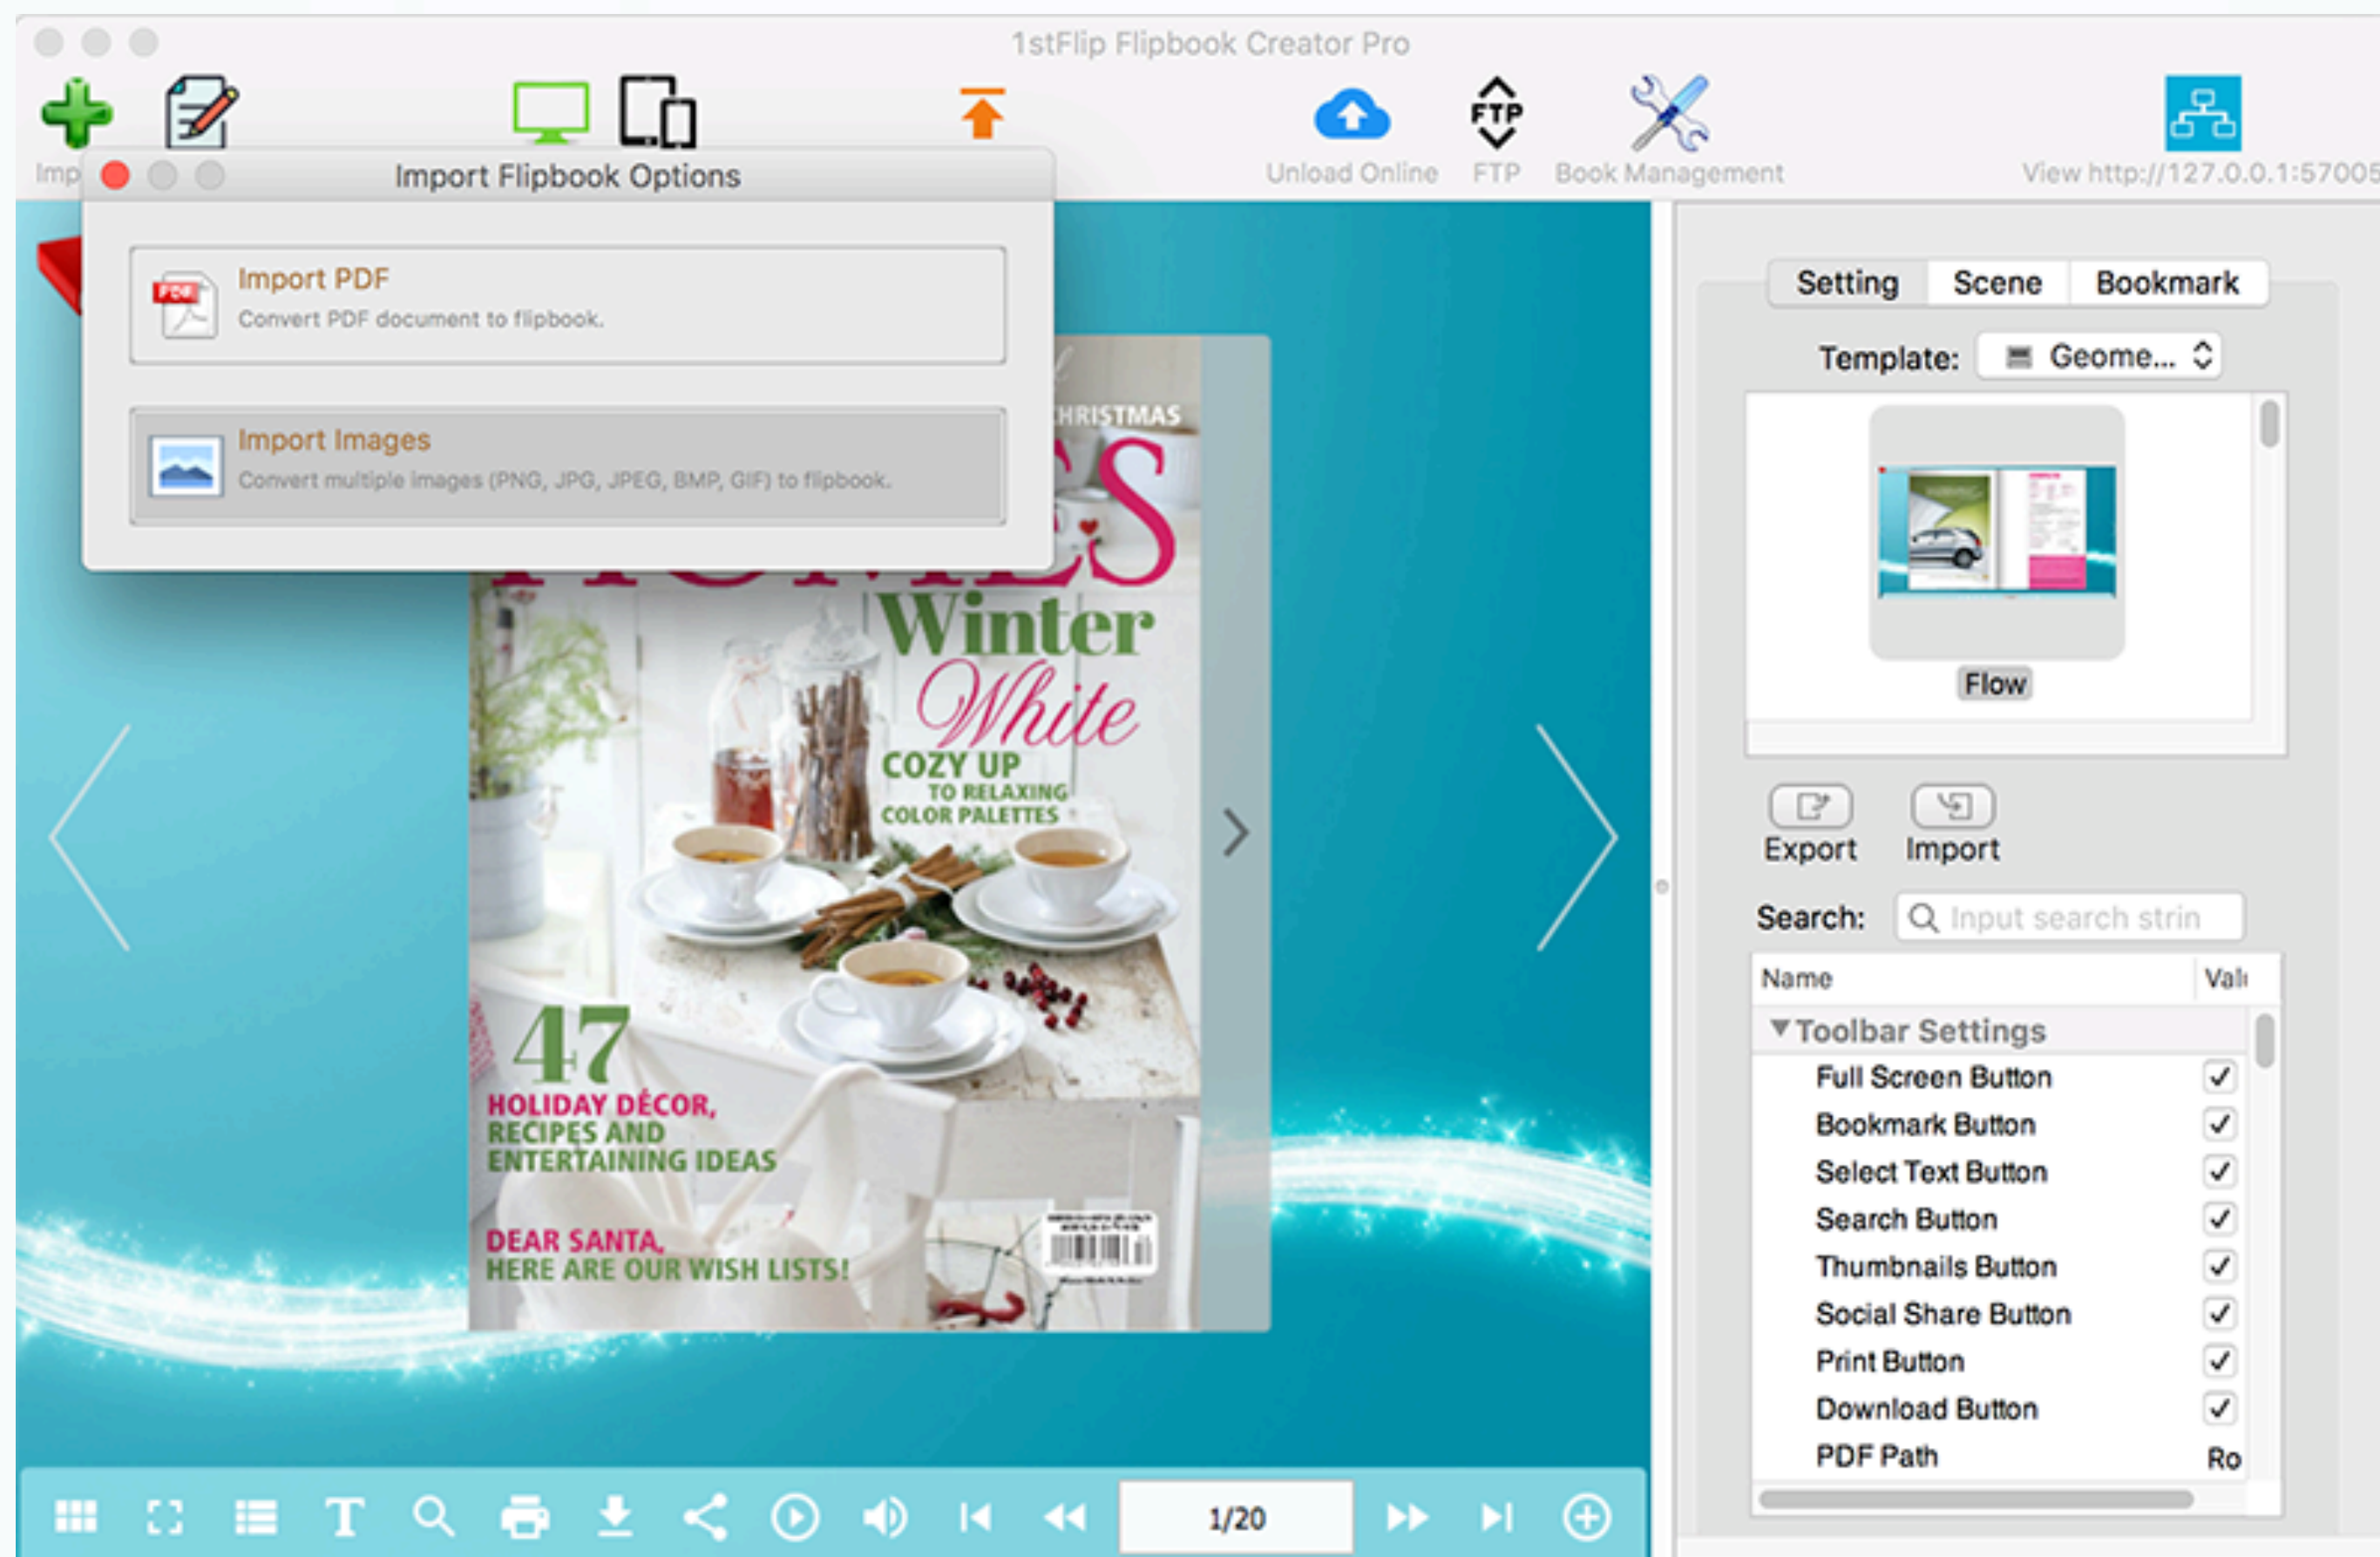 1stFlip Flipbook Creator Pro
FTP
Unload Online
FTP
Book Management
View http://127.0.0.1:57005
Import Flipbook Options
PDF
Import PDF
Convert PDF document to flipbook.
Import Images
Convert multiple images (PNG, JPG, JPEG, BMP, GIF) to flipbook.
HOMES
Winter
White
COZY UP
TO RELAXING
COLOR PALETTES
47
HOLIDAY DÉCOR,
RECIPES AND
ENTERTAINING IDEAS
DEAR SANTA,
HERE ARE OUR WISH LISTS!
T
1/20
Setting
Scene
Bookmark
Template:
Geome...
Flow
Export
Import
Search:
Input search strin
Name
Toolbar Settings
Full Screen Button
Bookmark Button
Select Text Button
Search Button
Thumbnails Button
Social Share Button
Print Button
Download Button
PDF Path
Ro